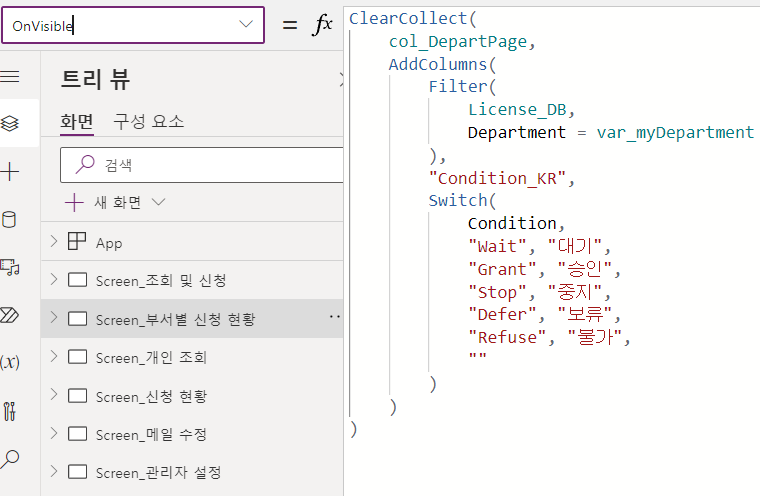 OnVisible
= fx
트리 뷰
화면 구성 요소
검색
새 화면
App
Screen_조회 및 신청
Screen_부서별 신청 현황
Screen_개인 조회
Screen_신청 현황
Screen_메일 수정
Screen_관리자 설정
(x)
ClearCollect(
col_DepartPage,
AddColumns(
Filter(
License_DB,
Department = var_myDepartment
),
"Condition_KR",
Switch(
Condition,
"Wait", "대기",
"Grant", "승인",
"Stop", "중지",
"Defer", "보류",
"Refuse", "불가",
""
)
)
)